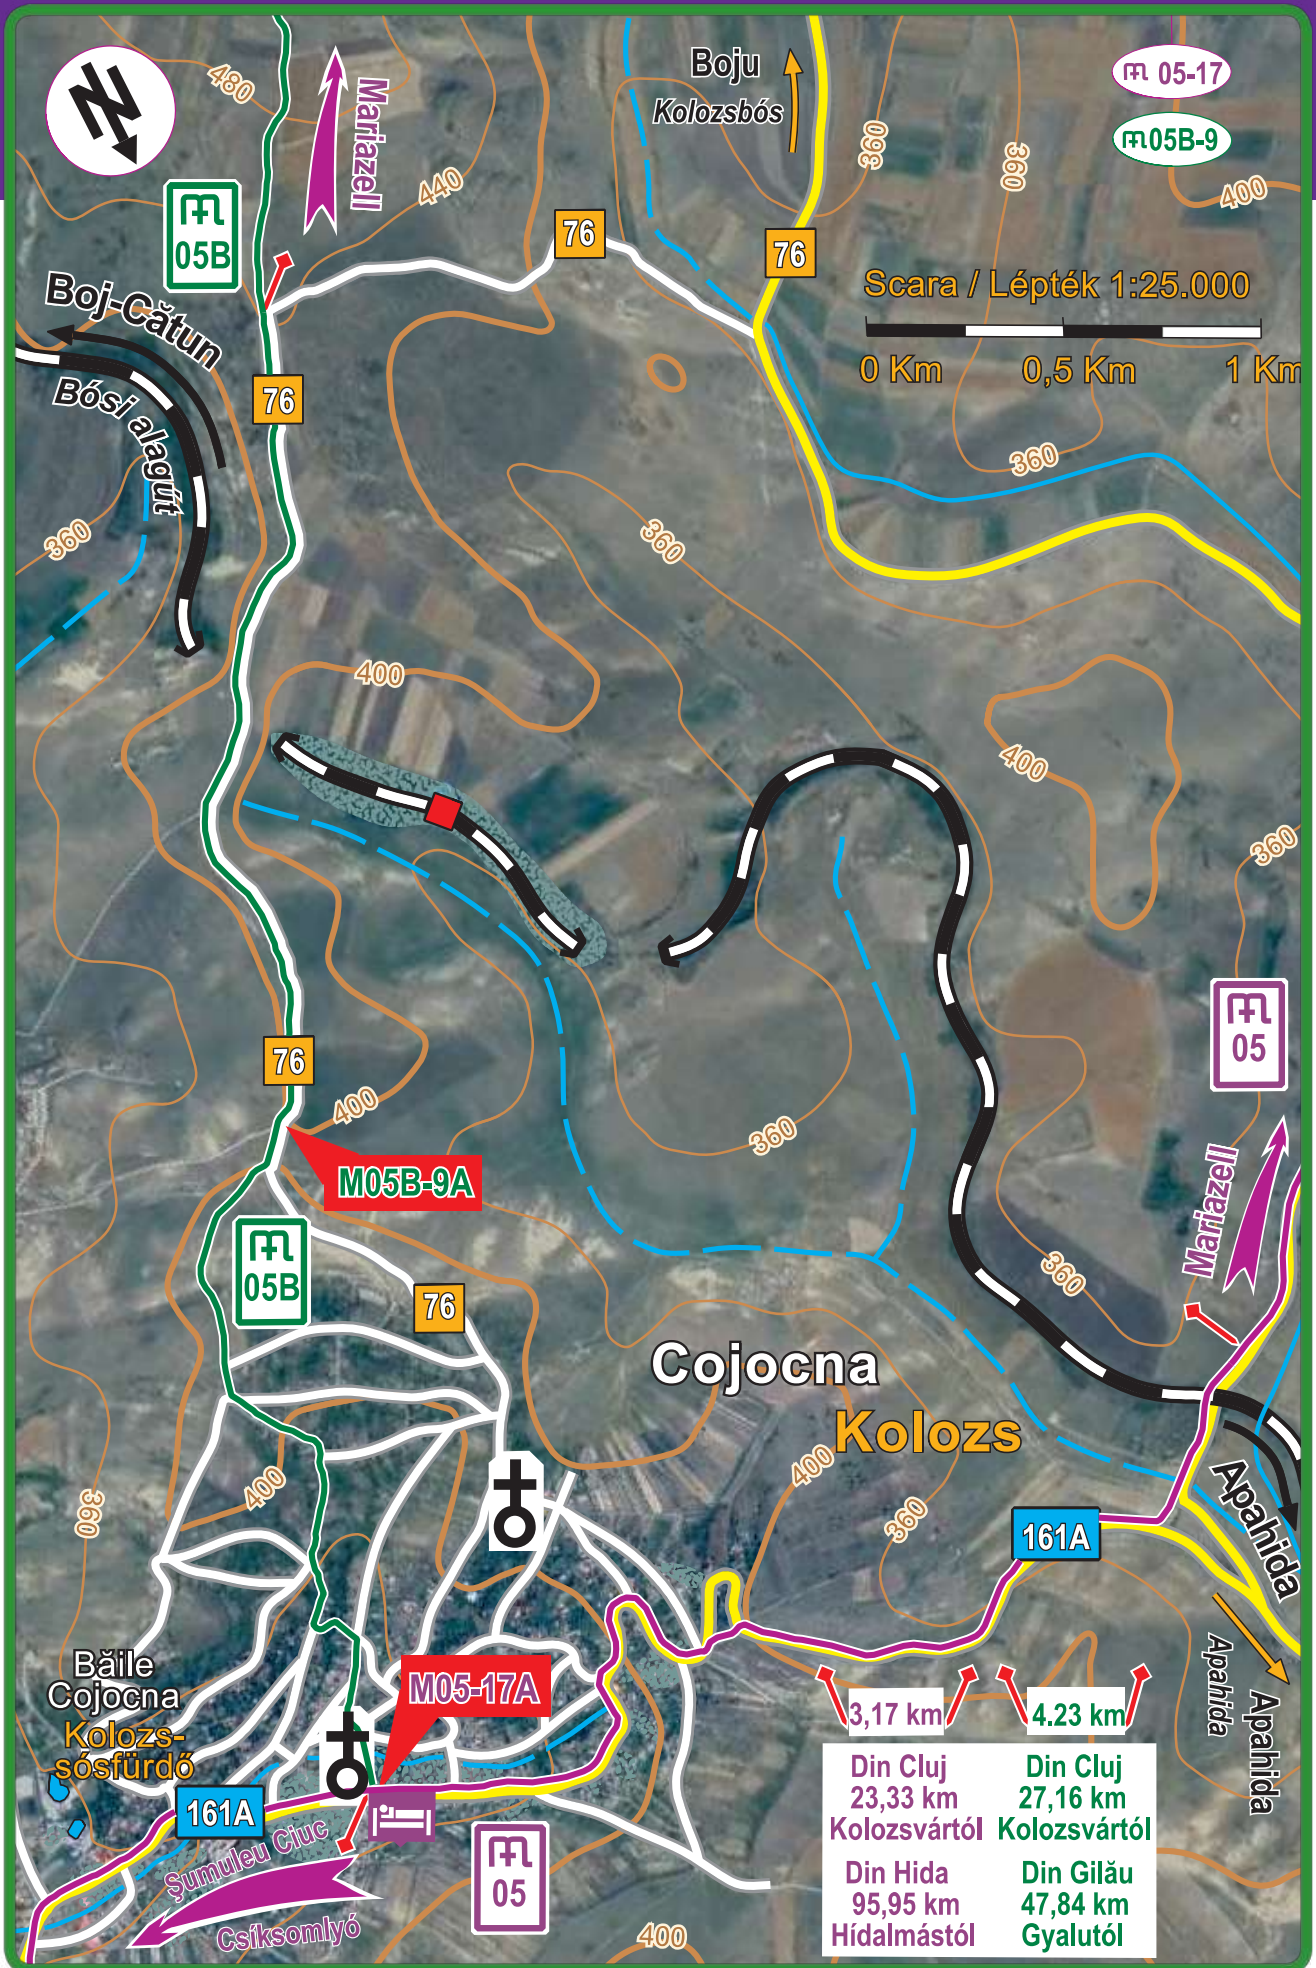 480
Mariazell
Boju
Kolozsbós
05-17
05B-9
360
360
400
440
05B
76
76
Scara / Lépték 1:25.000
0 Km
0,5 Km
1 Km
Boj-Cătun
Bósi alagút
76
360
360
360
400
400
360
76
400
05
360
M05B-9A
Mariazell
05B
76
360
Cojocna
Kolozs
400
400
360
360
161A
Apahida
Băile
Cojocna
Kolozs-
sósfürdő
M05-17A
Apahida
Apahida
3,17 km
4.23 km
Din Cluj
23,33 km
Kolozsvártól
Din Hida
95,95 km
Hídalmástól
Din Cluj
27,16 km
Kolozsvártól
Din Gilău
47,84 km
Gyalutól
161A
Şumuleu Ciuc
Csíksomlyó
05
400